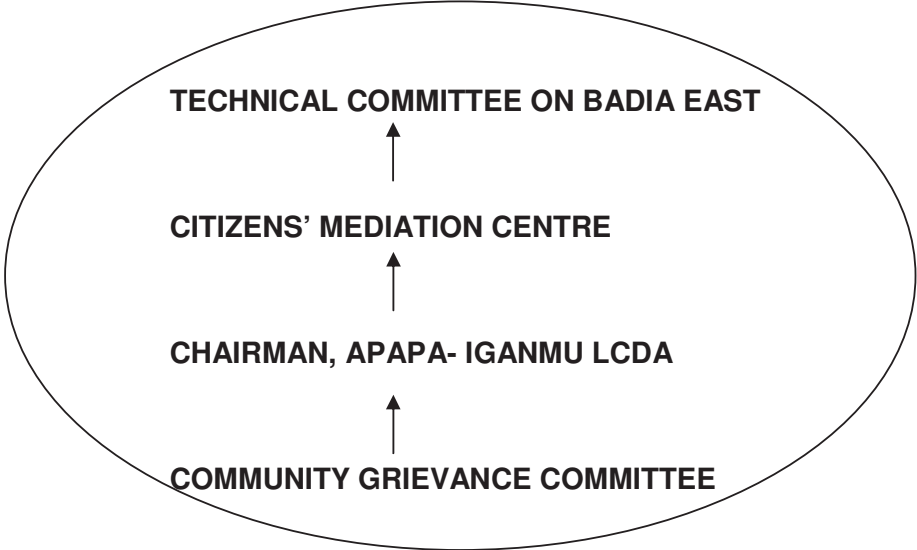 TECHNICAL COMMITTEE ON BADIA EAST
CITIZENS’ MEDIATION CENTRE
CHAIRMAN, APAPA- IGANMU LCDA
COMMUNITY GRIEVANCE COMMITTEE